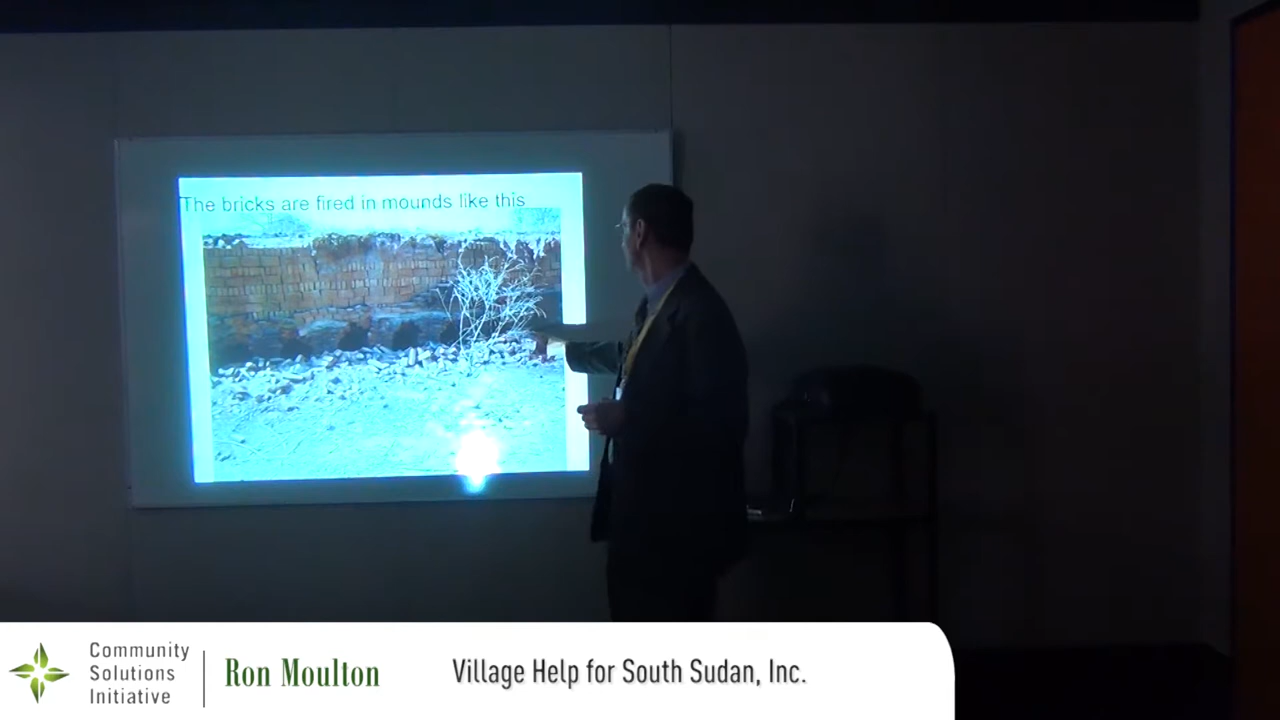 The bricks are fired in mounds like this
Community
Solutions
Initiative
Ron Moulton
Village Help for South Sudan, Inc.